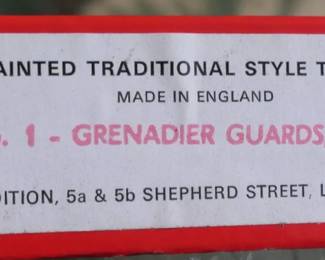 AINTED TRADITIONAL STYLE T
MADE IN ENGLAND
. 1 - GRENADIER GUARDS,
DITION, 5a & 5b SHEPHERD STREET, L